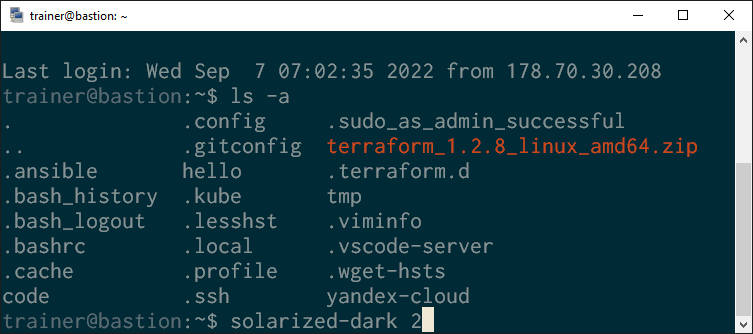 trainer@bastion: ~
Last login: Wed Sep  7 07:02:35 2022 from 178.70.30.208
trainer@bastion:~$ ls -a
.              .config     .sudo_as_admin_successful
..             .gitconfig  terraform_1.2.8_linux_amd64.zip
.ansible       hello       .terraform.d
.bash_history  .kube       tmp
.bash_logout   .lesshst    .viminfo
.bashrc        .local      .vscode-server
.cache         .profile    .wget-hsts
code           .ssh        yandex-cloud
trainer@bastion:~$ solarized-dark 2